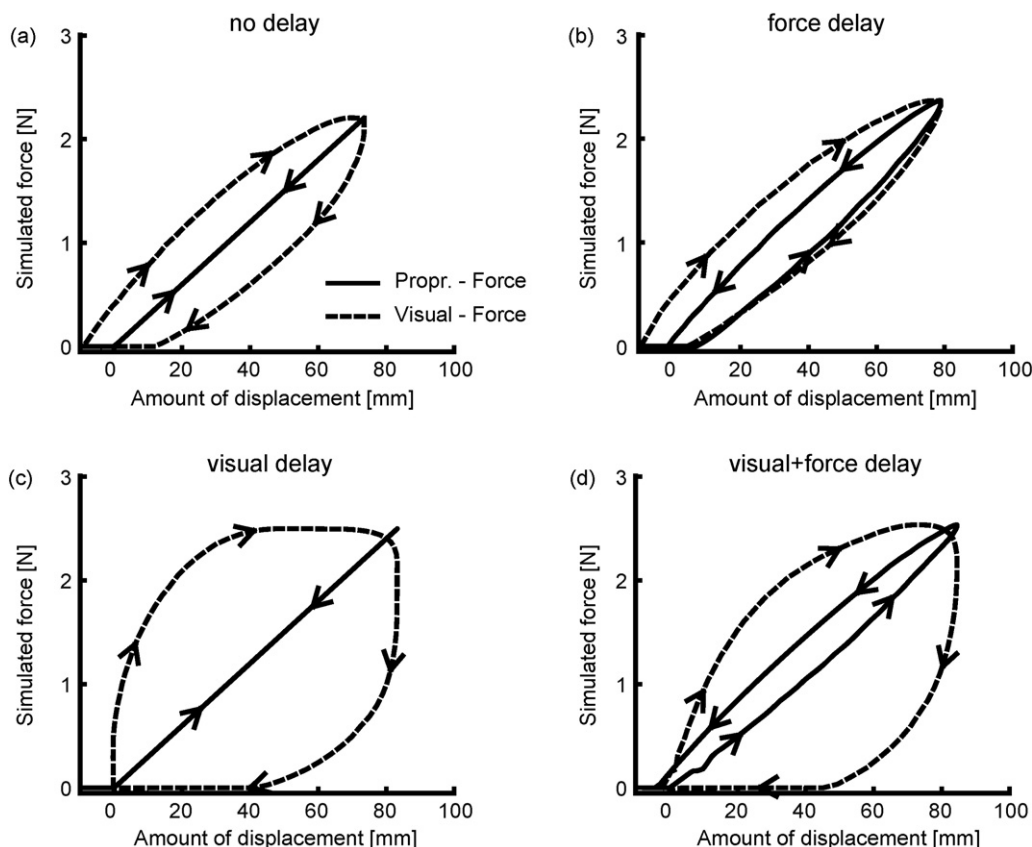 (a)
no delay
3
2
1
0
Simulated force [N]
Propr. - Force
Visual - Force
0 20 40 60 80 100
Amount of displacement [mm]
(b)
force delay
3
2
1
0
Simulated force [N]
0 20 40 60 80 100
Amount of displacement [mm]
(c)
visual delay
3
2
1
0
Simulated force [N]
0 20 40 60 80 100
Amount of displacement [mm]
(d)
visual+force delay
3
2
1
0
Simulated force [N]
0 20 40 60 80 100
Amount of displacement [mm]